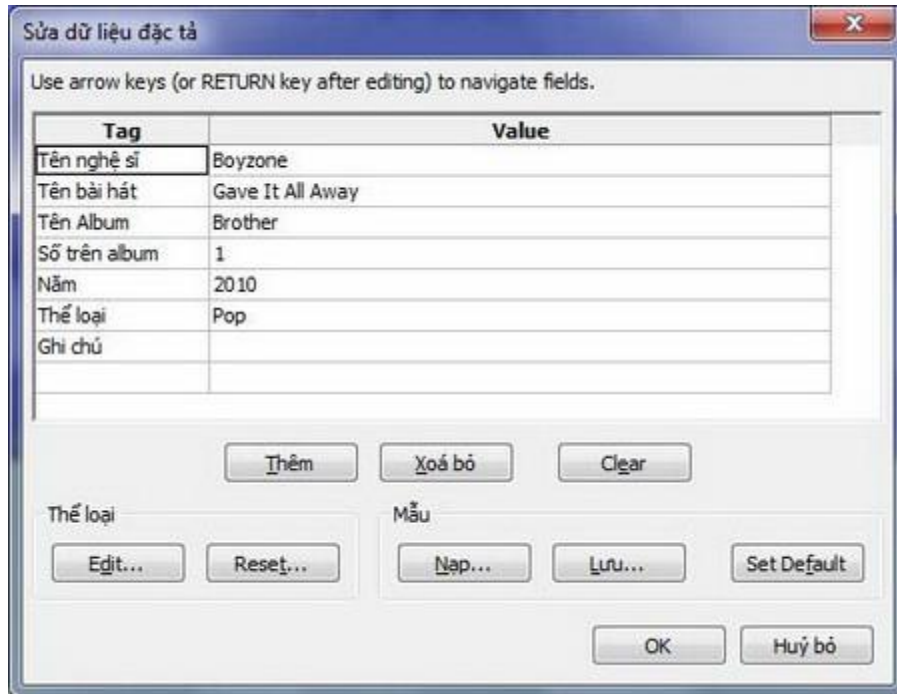 Sửa dữ liệu đặc tả
Use arrow keys (or RETURN key after editing) to navigate fields.
Tag Value
Tên nghệ sĩ Boyzone
Tên bài hát Gave It All Away
Tên Album Brother
Số trên album 1
Năm 2010
Thể loại Pop
Ghi chú
Thêm Xoá bỏ Clear
Thể loại Mẫu
Edit... Reset... Nạp... Lưu... Set Default
OK Huỷ bỏ